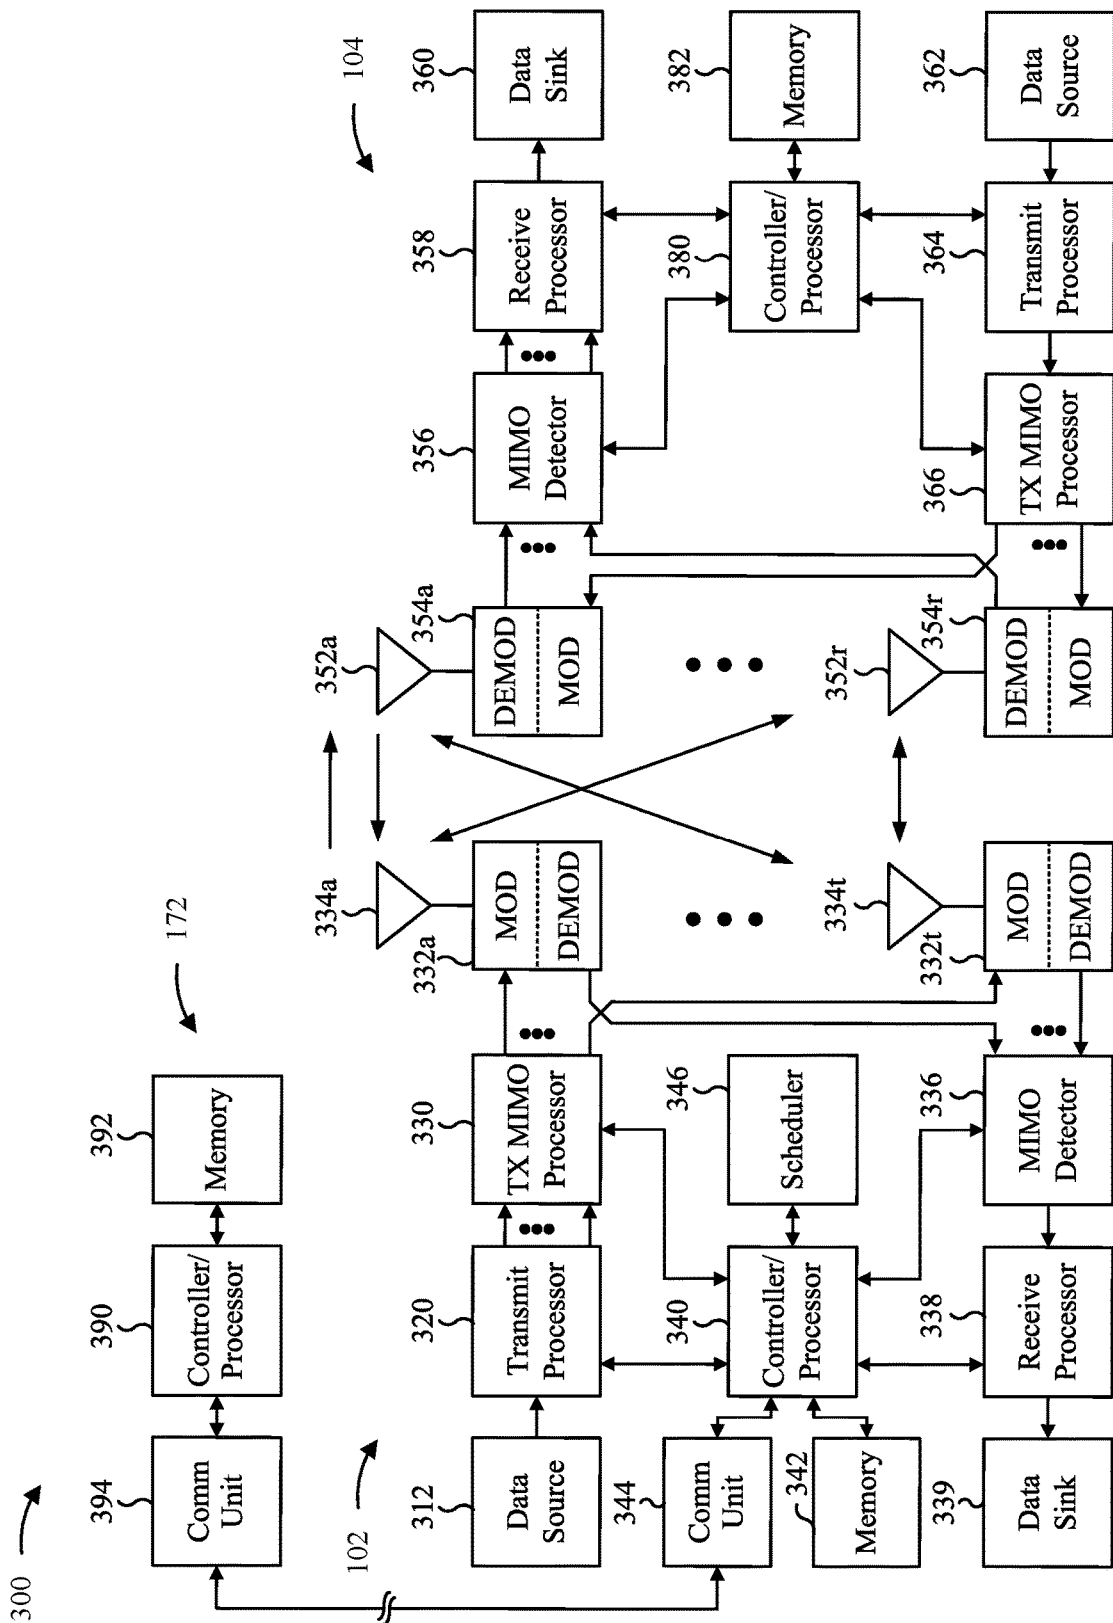 300
172
394
Comm
Unit
390
Controller/
Processor
392
Memory
102
104
312
Data
Source
320
Transmit
Processor
330
TX MIMO
Processor
334a
332a
MOD
DEMOD
352a
354a
DEMOD
MOD
356
MIMO
Detector
358
Receive
Processor
360
Data
Sink
344
Comm
Unit
342
Memory
340
Controller/
Processor
346
Scheduler
380
Controller/
Processor
382
Memory
339
Data
Sink
338
Receive
Processor
336
MIMO
Detector
334t
332t
MOD
DEMOD
352r
354r
DEMOD
MOD
366
TX MIMO
Processor
364
Transmit
Processor
362
Data
Source